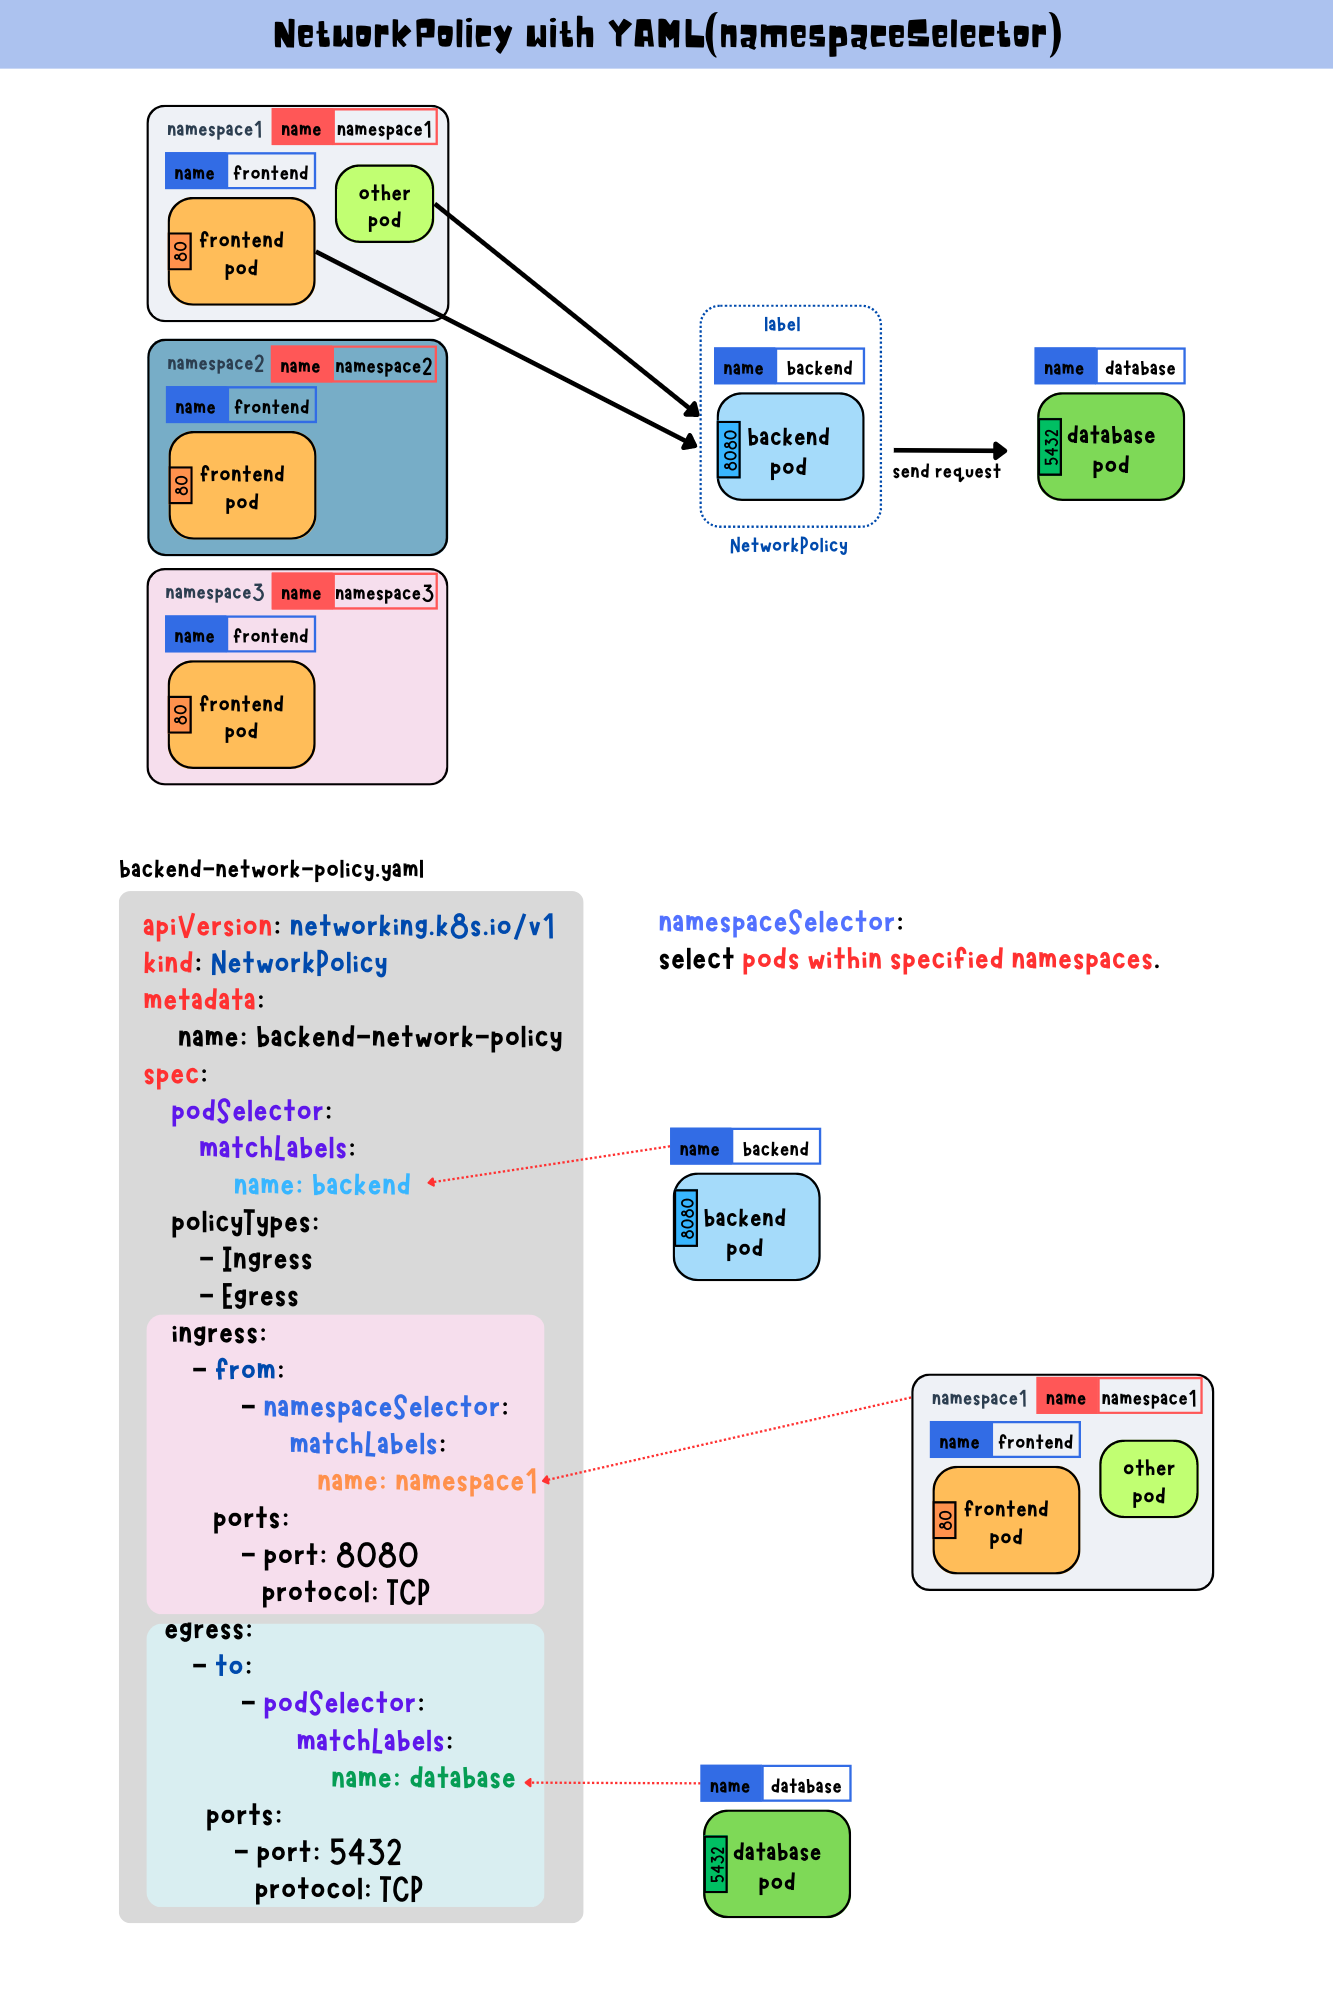 NetworkPolicy with YAML(namespaceSelector)
namespace1 name namespace1
name frontend
other
pod
80
frontend
pod
namespace2 name namespace2
name frontend
80
frontend
pod
namespace3 name namespace3
name frontend
80
frontend
pod
label
name backend
8080
backend
pod
NetworkPolicy
send request
name database
5432
database
pod
backend-network-policy.yaml
apiVersion: networking.k8s.io/v1
kind: NetworkPolicy
metadata:
name: backend-network-policy
spec:
podSelector:
matchLabels:
name: backend
policyTypes:
- Ingress
- Egress
ingress:
- from:
- namespaceSelector:
matchLabels:
name: namespace1
ports:
- port: 8080
protocol: TCP
egress:
- to:
- podSelector:
matchLabels:
name: database
ports:
- port: 5432
protocol: TCP
namespaceSelector:
select pods within specified namespaces.
name backend
8080
backend
pod
namespace1 name namespace1
name frontend
other
pod
80
frontend
pod
name database
5432
database
pod